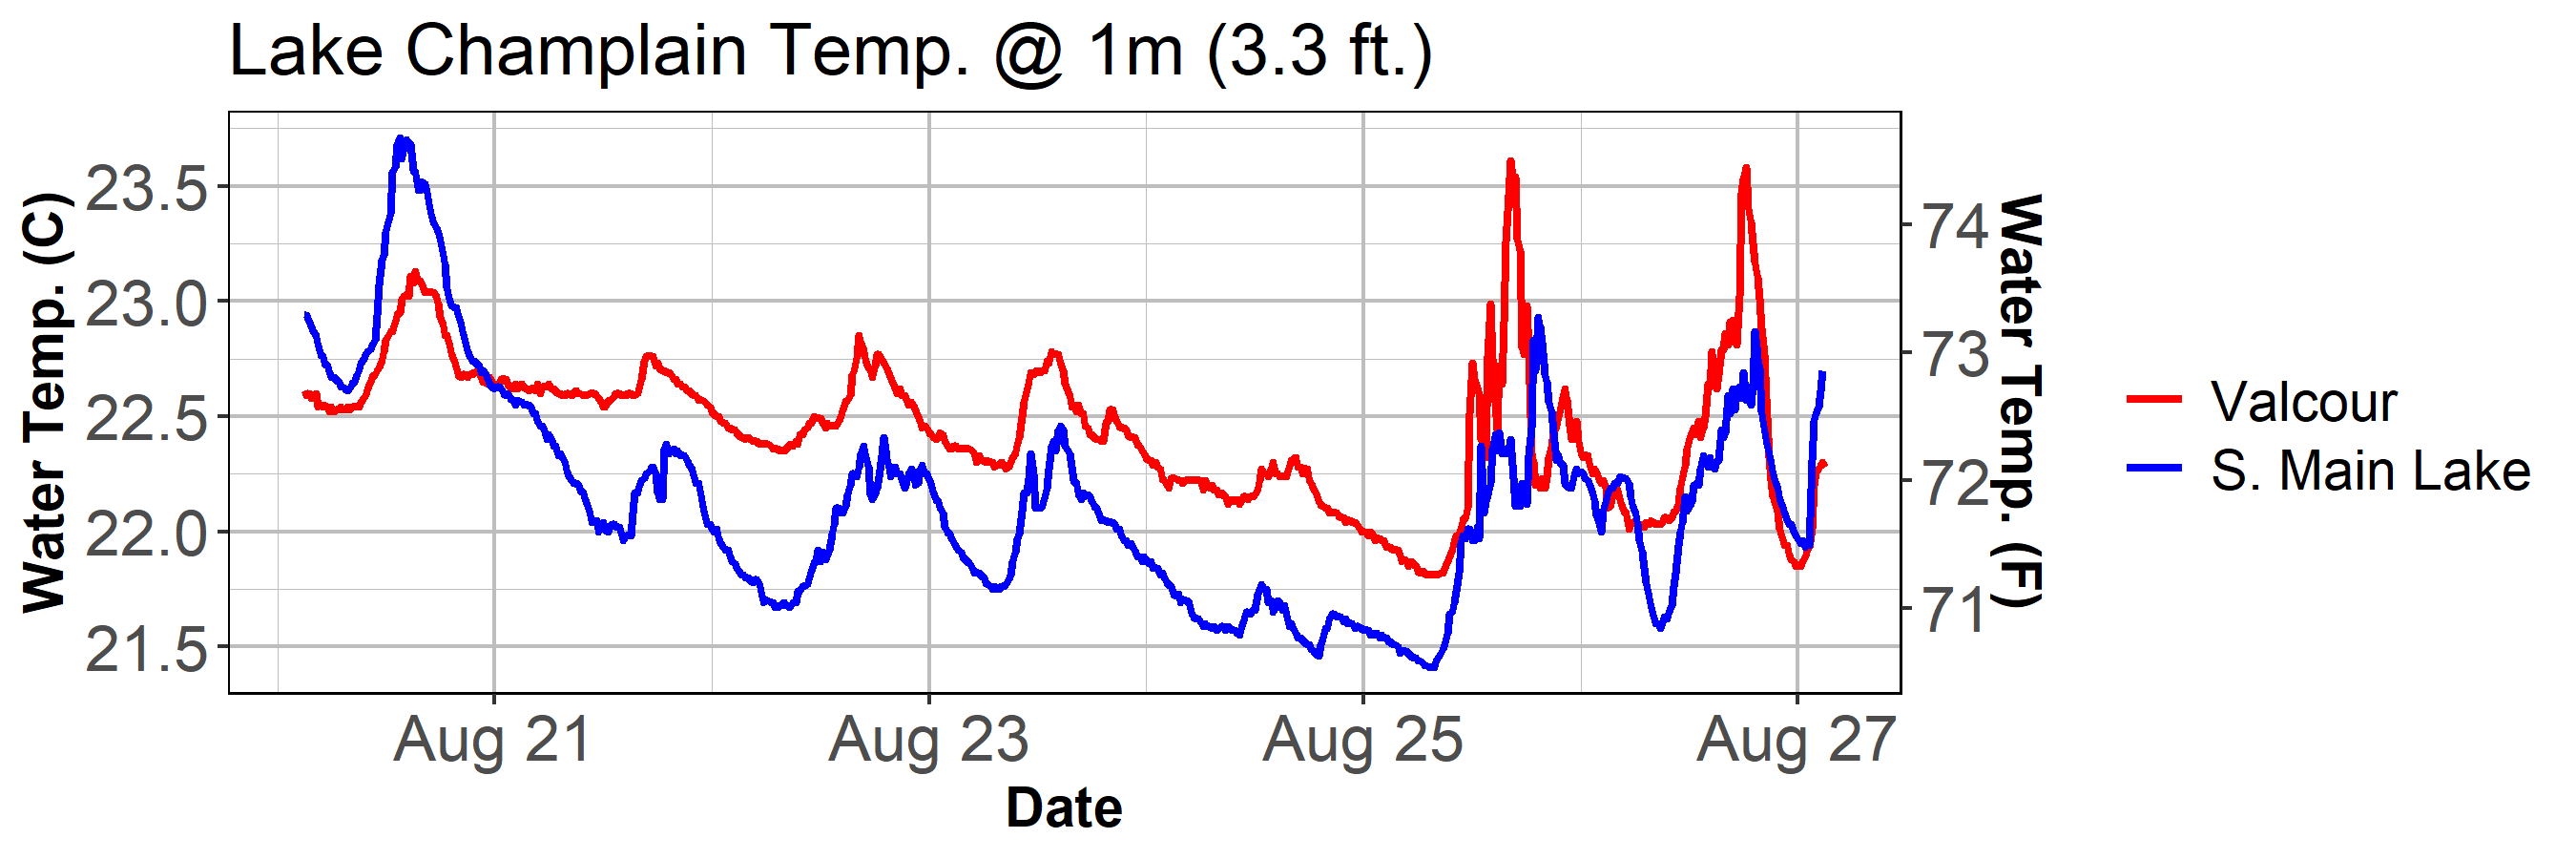 Lake Champlain Temp. @ 1m (3.3 ft.)
Water Temp. (C)
23.5
23.0
22.5
22.0
21.5
74
73
72
71
Water Temp. (F)
Aug 21 Aug 23 Aug 25 Aug 27
Date
Valcour
S. Main Lake